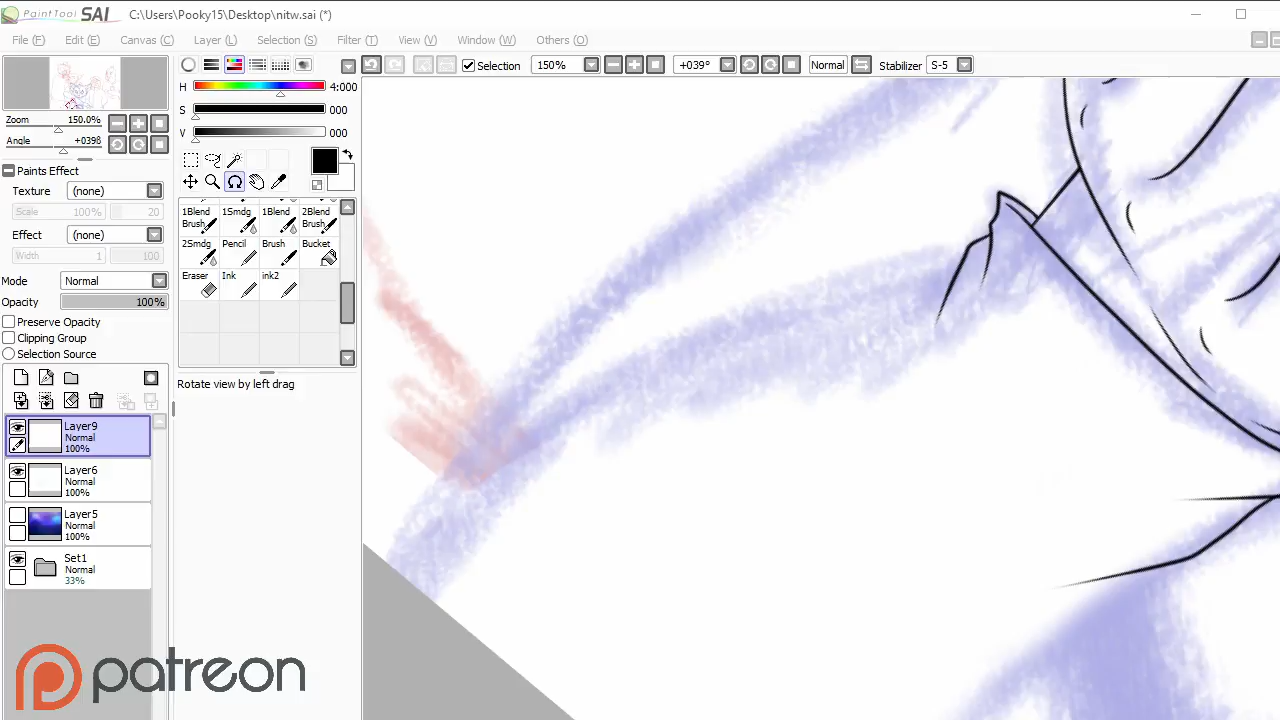 PaintTool SAI C:\Users\Pooky15\Desktop\nitw.sai (*)
File (F) Edit (E) Canvas (C) Layer (L) Selection (S) Filter (T) View (V) Window (W) Others (O)
Selection 150% +039° Normal Stabilizer S-5
H 4:000
S 000
V 000
Zoom 150.0%
Angle +039ß
Paints Effect
Texture (none)
Scale 100% 20
Effect (none)
Width 1 100
Mode Normal
Opacity 100%
Preserve Opacity
Clipping Group
Selection Source
1Blend Brush 1Smdg 1Blend 2Blend Brush
2Smdg Pencil Brush Bucket
Eraser Ink ink2
Rotate view by left drag
Layer9
Normal
100%
Layer6
Normal
100%
Layer5
Normal
100%
Set1
Normal
33%
patreon